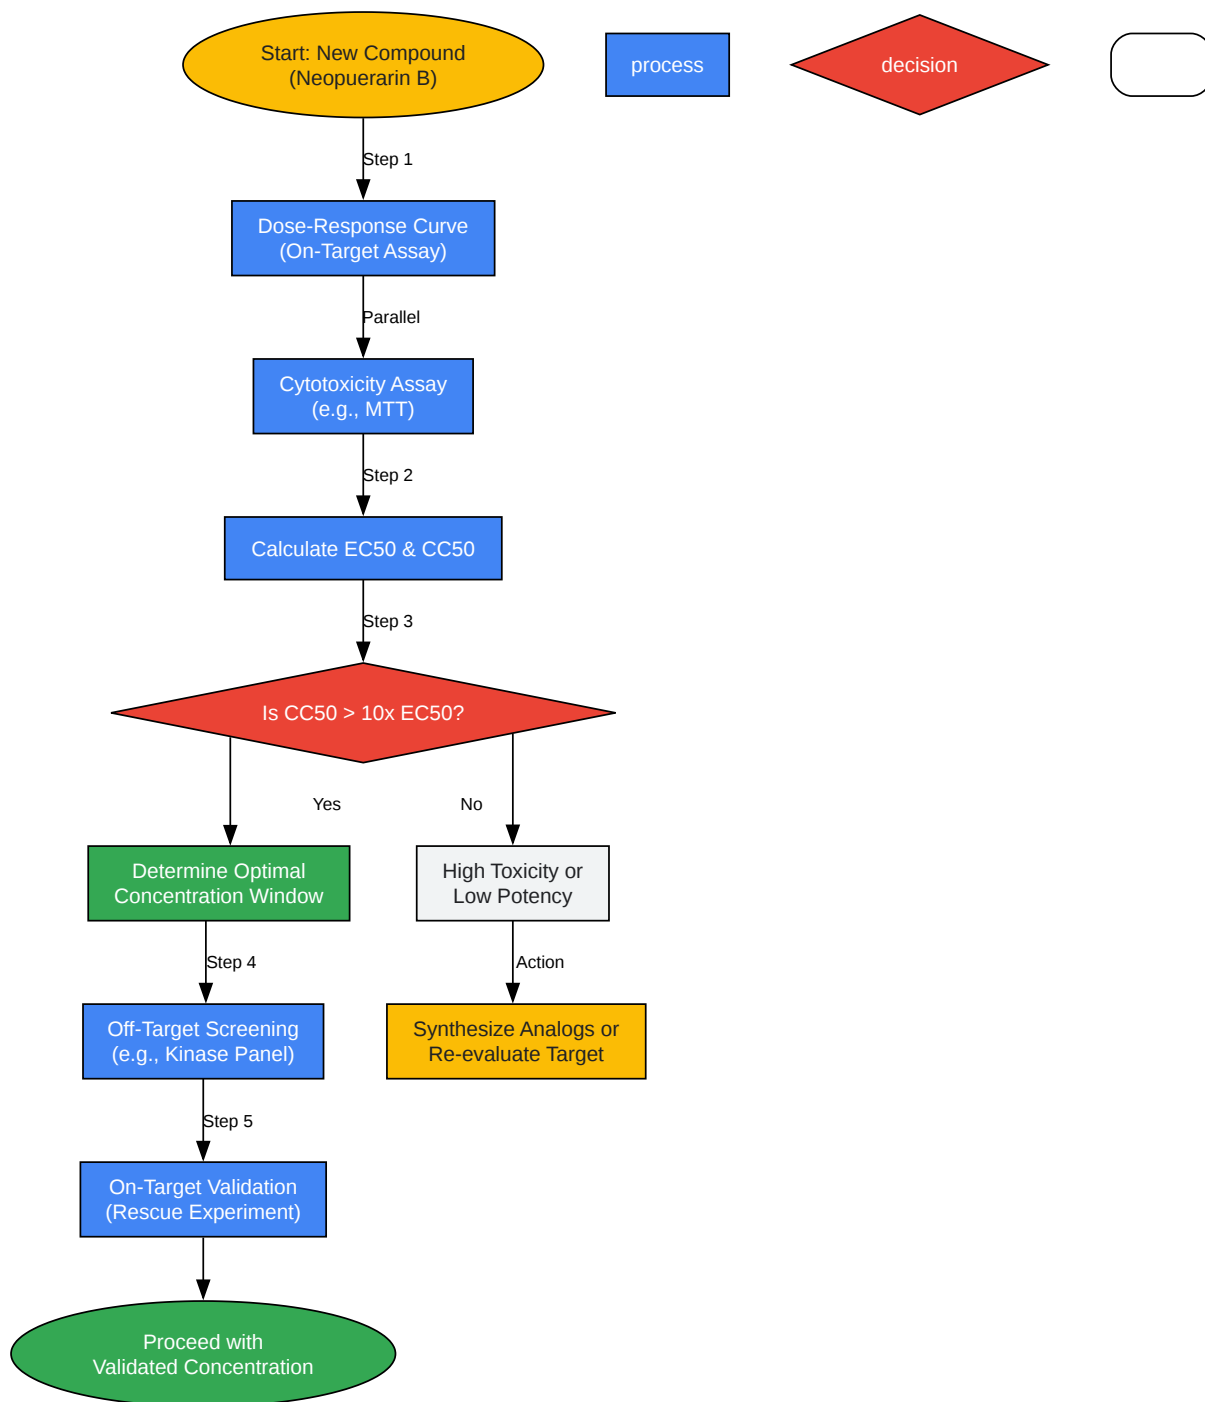 Start: New Compound
(Neopuerarin B)
process
decision
Step 1
Dose-Response Curve
(On-Target Assay)
Parallel
Cytotoxicity Assay
(e.g., MTT)
Step 2
Calculate EC50 & CC50
Step 3
Is CC50 > 10x EC50?
Yes
No
Determine Optimal
Concentration Window
High Toxicity or
Low Potency
Step 4
Action
Off-Target Screening
(e.g., Kinase Panel)
Synthesize Analogs or
Re-evaluate Target
Step 5
On-Target Validation
(Rescue Experiment)
Proceed with
Validated Concentration